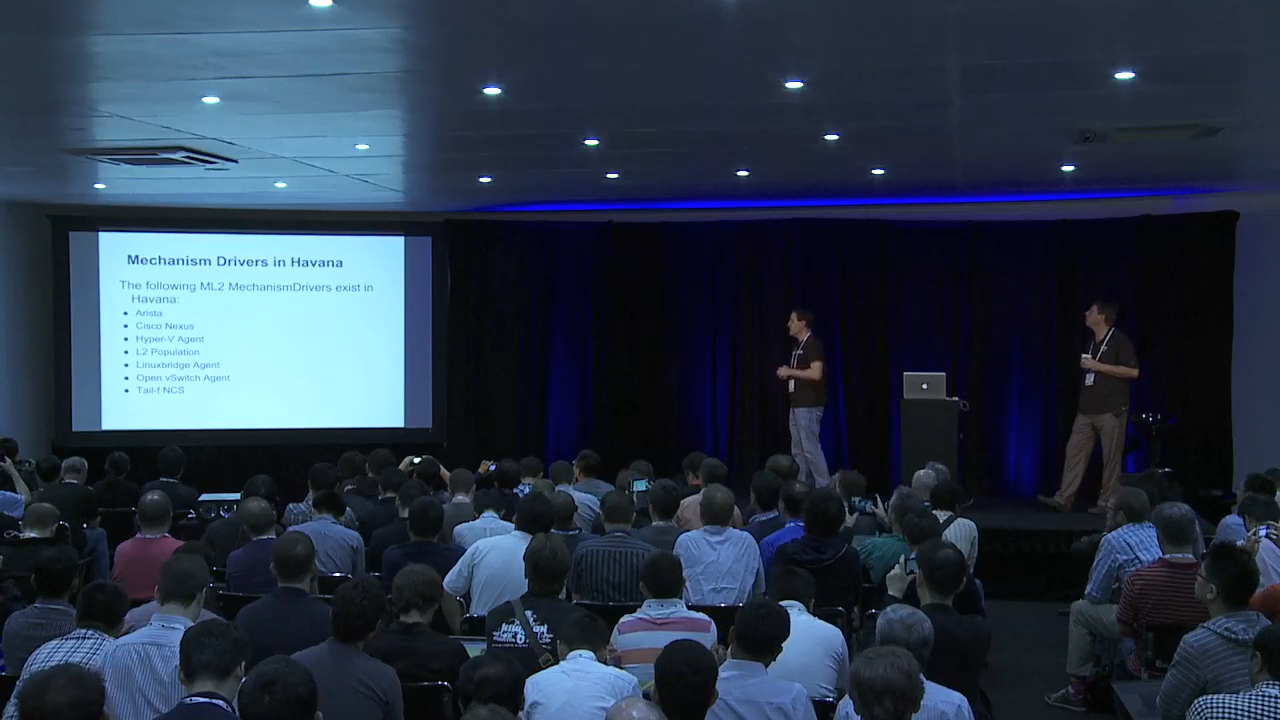 Mechanism Drivers in Havana
The following ML2 MechanismDrivers exist in
Havana:
• Arista
• Cisco Nexus
• Hyper-V Agent
• L2 Population
• Linuxbridge Agent
• Open vSwitch Agent
• Tail-f NCS